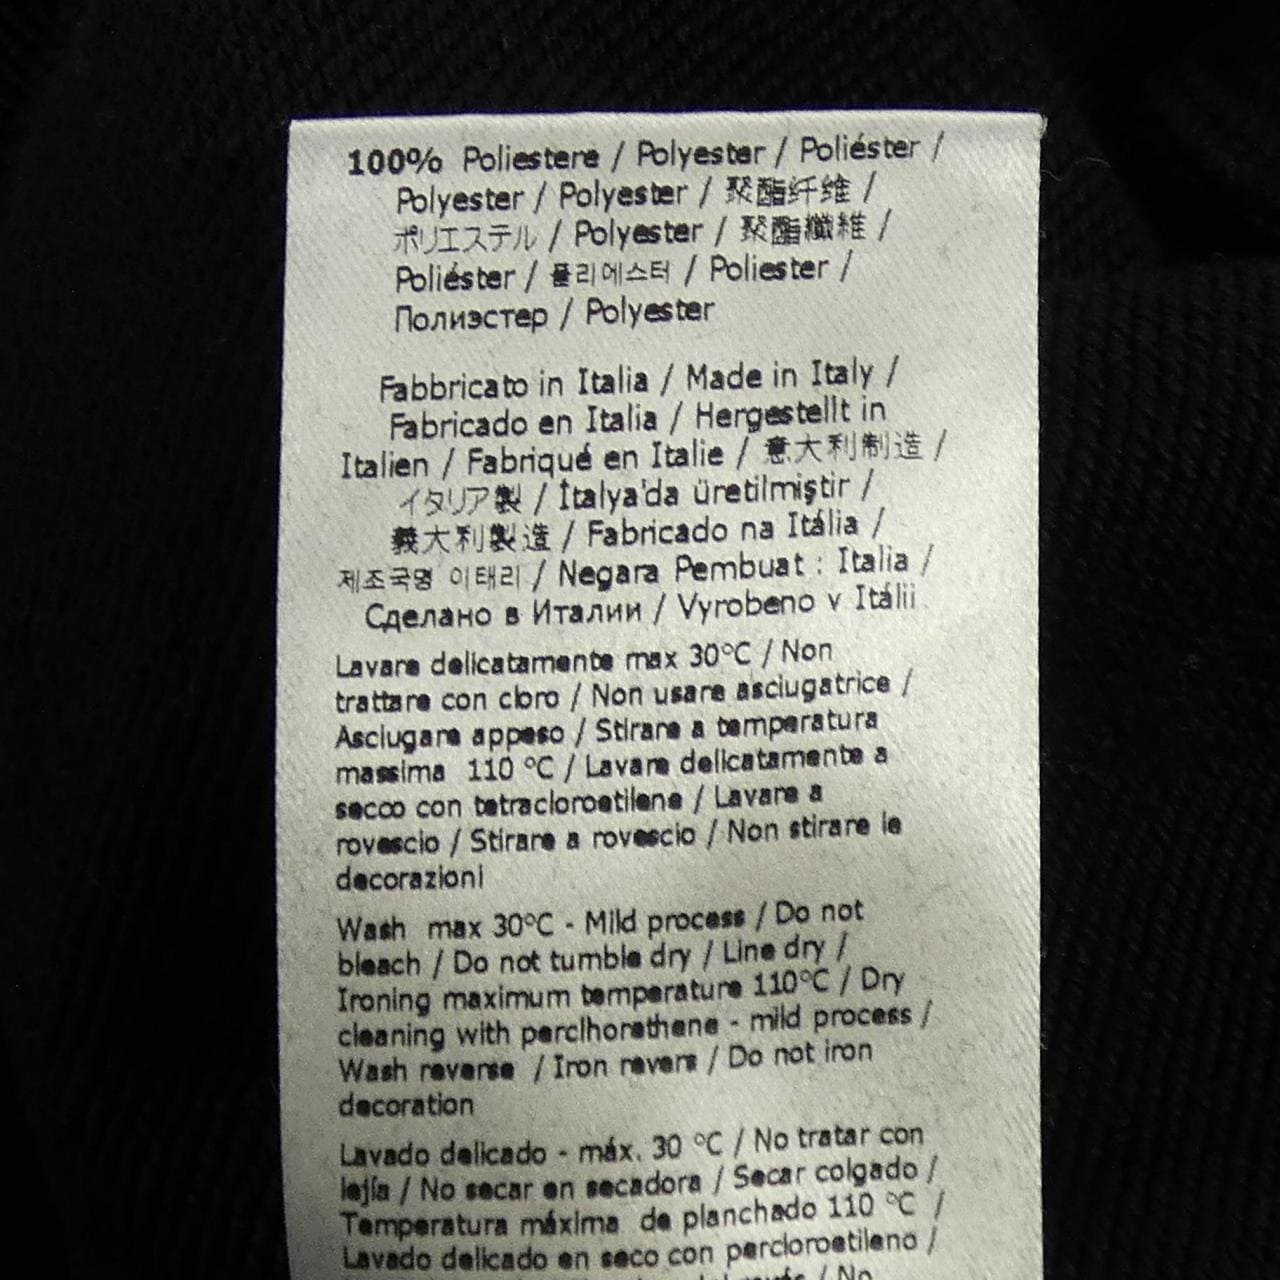 100% Poliestere / Polyester / Poliéster /
Polyester / Polyester / 聚酯纤维 /
ポリエステル / Polyester / 聚酯纖維 /
Poliéster / 폴리에스터 / Poliester /
Полиэстер / Polyester
Fabbricato in Italia / Made in Italy /
Fabricado en Italia / Hergestellt in
Italien / Fabriqué en Italie / 意大利制造 /
イタリア製 / İtalya'da üretilmiştir /
義大利製造 / Fabricado na Itália /
제조국명 이태리 / Negara Pembuat : Italia /
Сделано в Италии / Vyrobeno v Itálii
Lavare delicatamente max 30°C / Non
trattare con cloro / Non usare asciugatrice /
Asciugare appeso / Stirare a temperatura
massima 110 °C / Lavare delicatamente a
secco con tetracloroetilene / Lavare a
rovescio / Stirare a rovescio / Non stirare le
decorazioni
Wash max 30°C - Mild process / Do not
bleach / Do not tumble dry / Line dry /
Ironing maximum temperature 110°C / Dry
cleaning with perclhorathene - mild process /
Wash reverse / Iron revers / Do not iron
decoration
Lavado delicado - máx. 30 °C / No tratar con
lejía / No secar en secadora / Secar colgado /
Temperatura máxima de planchado 110 °C /
Lavado delicado en seco con percloroetileno /
/ No